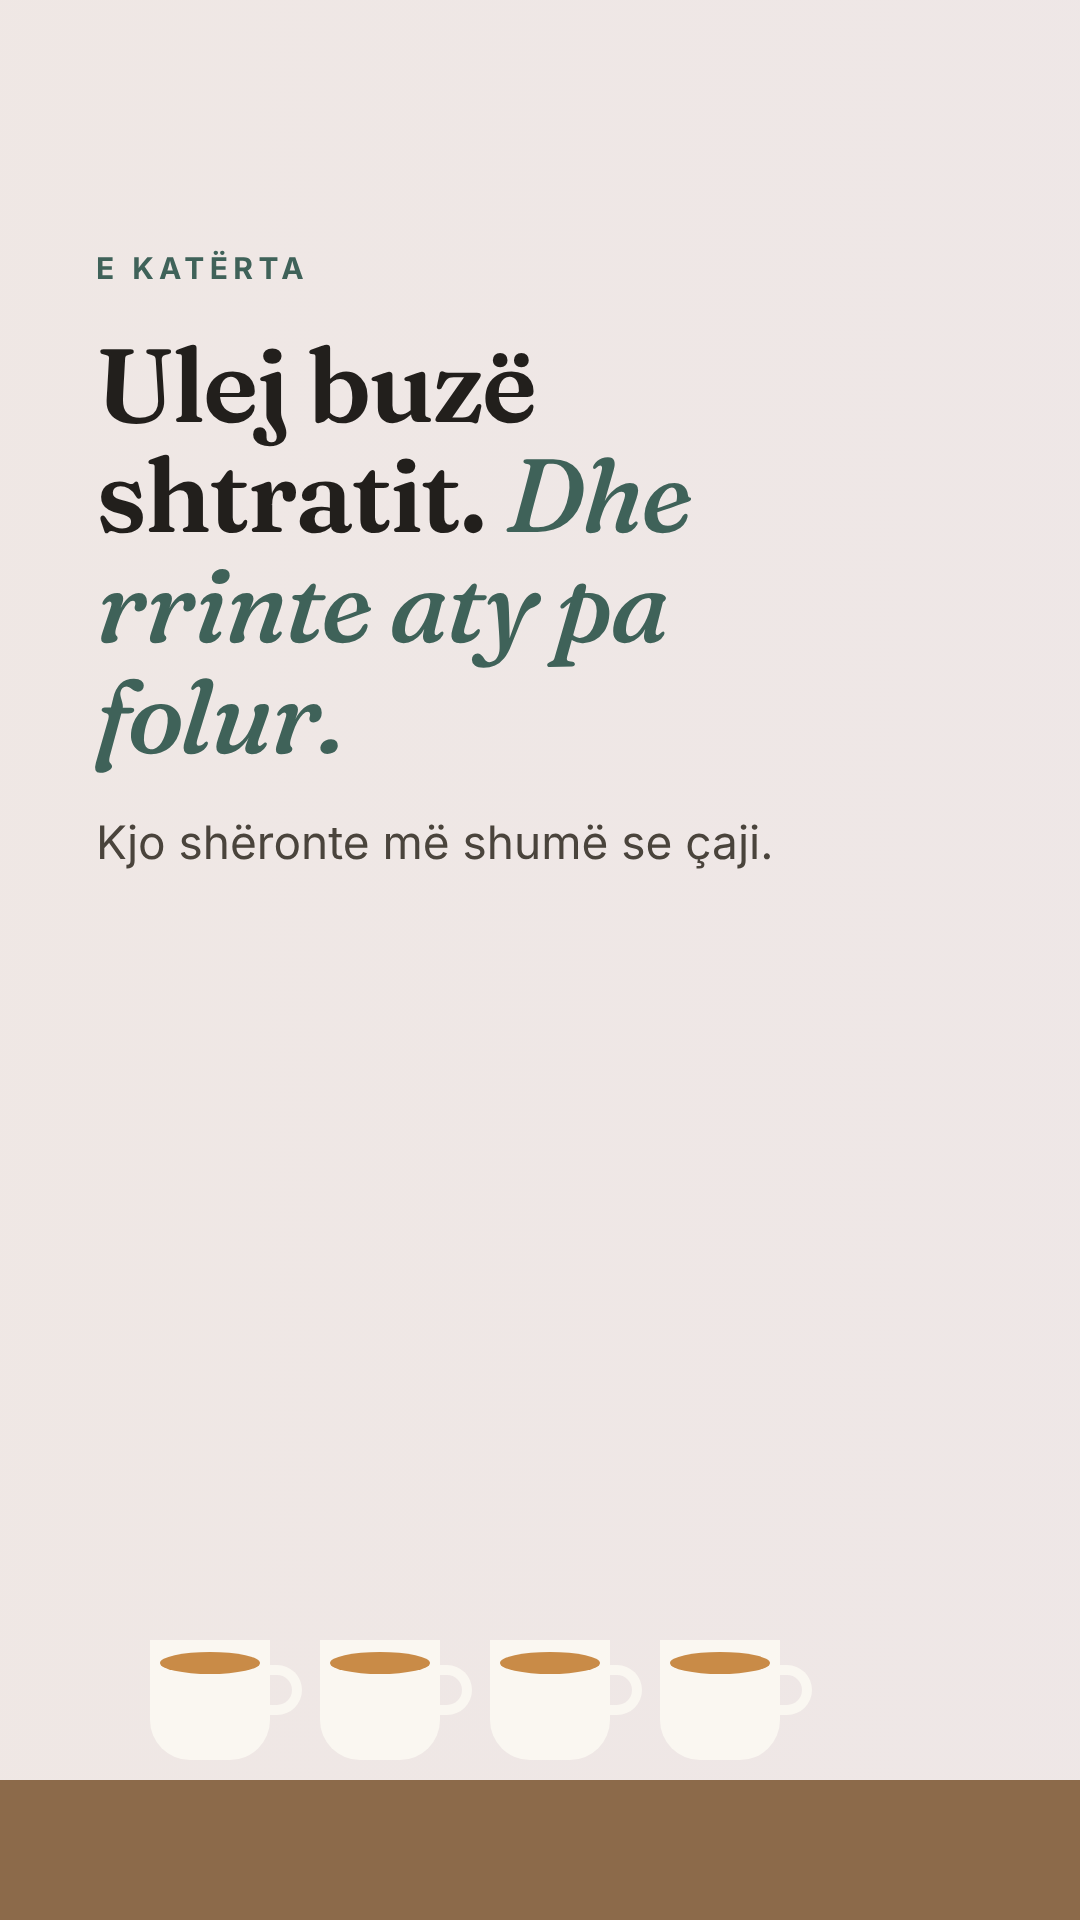 E KATËRTA
Ulej buzë
shtratit. Dhe
rrinte aty pa
folur.
Kjo shëronte më shumë se çaji.